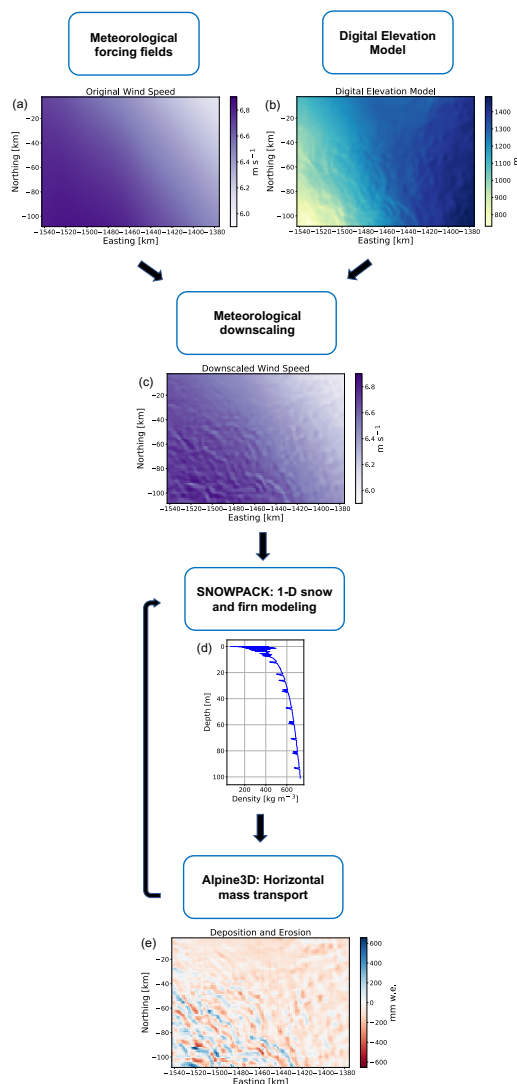 Meteorological
forcing fields
Digital Elevation
Model
(a)
Original Wind Speed
−20
−40
−60
−80
−100
Northing [km]
−1540−1520−1500−1480−1460−1440−1420−1400−1380
Easting [km]
6.8
6.6
6.4
6.2
6.0
m s⁻¹
(b)
Digital Elevation Model
−20
−40
−60
−80
−100
Northing [km]
−1540−1520−1500−1480−1460−1440−1420−1400−1380
Easting [km]
1400
1300
1200
1100
1000
900
800
m
Meteorological
downscaling
(c)
Downscaled Wind Speed
−20
−40
−60
−80
−100
Northing [km]
−1540−1520−1500−1480−1460−1440−1420−1400−1380
Easting [km]
6.8
6.6
6.4
6.2
6.0
m s⁻¹
SNOWPACK: 1-D snow
and firn modeling
(d)
0
20
40
60
80
100
Depth [m]
200 400 600
Density [kg m⁻³]
Alpine3D: Horizontal
mass transport
(e)
Deposition and Erosion
−20
−40
−60
−80
−100
Northing [km]
−1540−1520−1500−1480−1460−1440−1420−1400−1380
Easting [km]
600
400
200
0
−200
−400
−600
mm w.e.